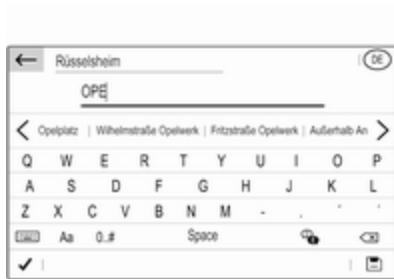 Rüsselsheim DE
OPE
Opelplatz | Wilhelmstraße Opelwerk | Fritzstraße Opelwerk | Außerhalb An
Q W E R T Y U I O P
A S D F G H J K L
Z X C V B N M - . ' ´
Aa 0..# Space